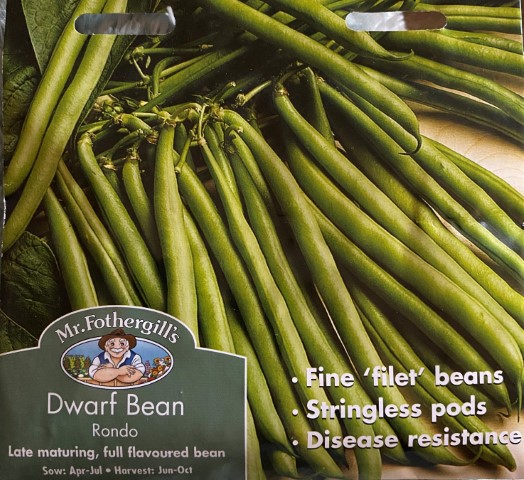 Mr.Fothergill's
Dwarf Bean
Rondo
Late maturing, full flavoured bean
Sow: Apr-Jul • Harvest: Jun-Oct
• Fine 'filet' beans
• Stringless pods
• Disease resistance